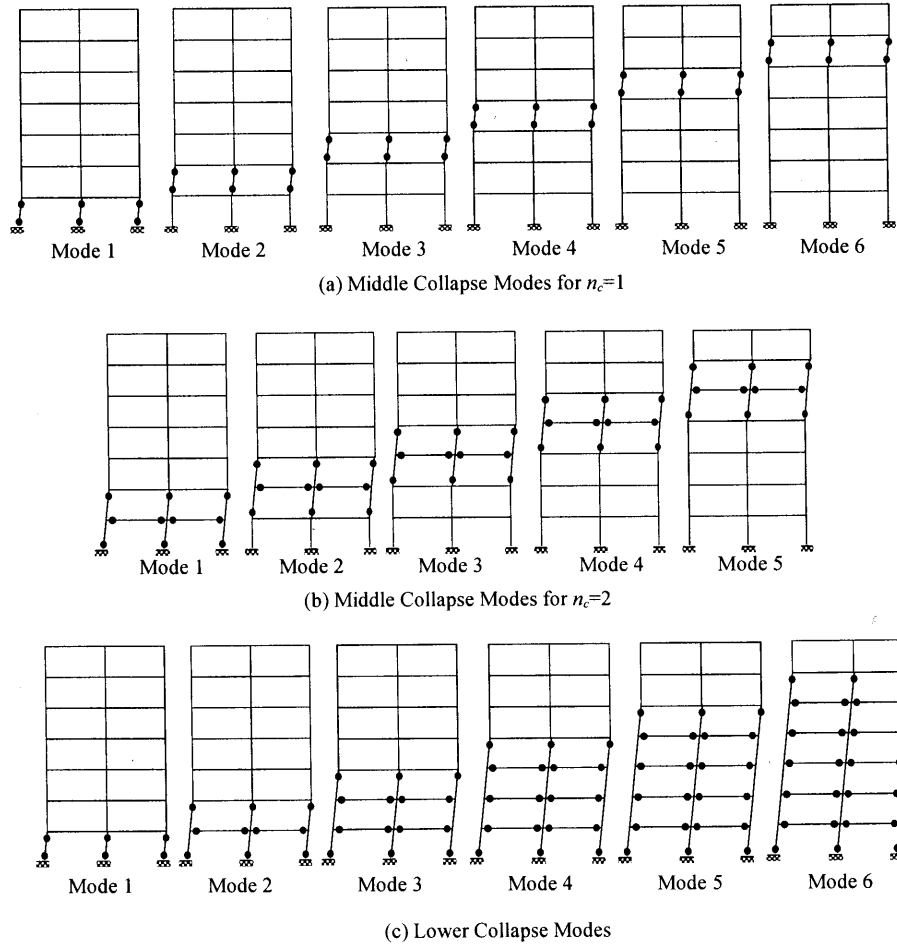 Mode 1 Mode 2 Mode 3 Mode 4 Mode 5 Mode 6
(a) Middle Collapse Modes for nc=1
Mode 1 Mode 2 Mode 3 Mode 4 Mode 5
(b) Middle Collapse Modes for nc=2
Mode 1 Mode 2 Mode 3 Mode 4 Mode 5 Mode 6
(c) Lower Collapse Modes